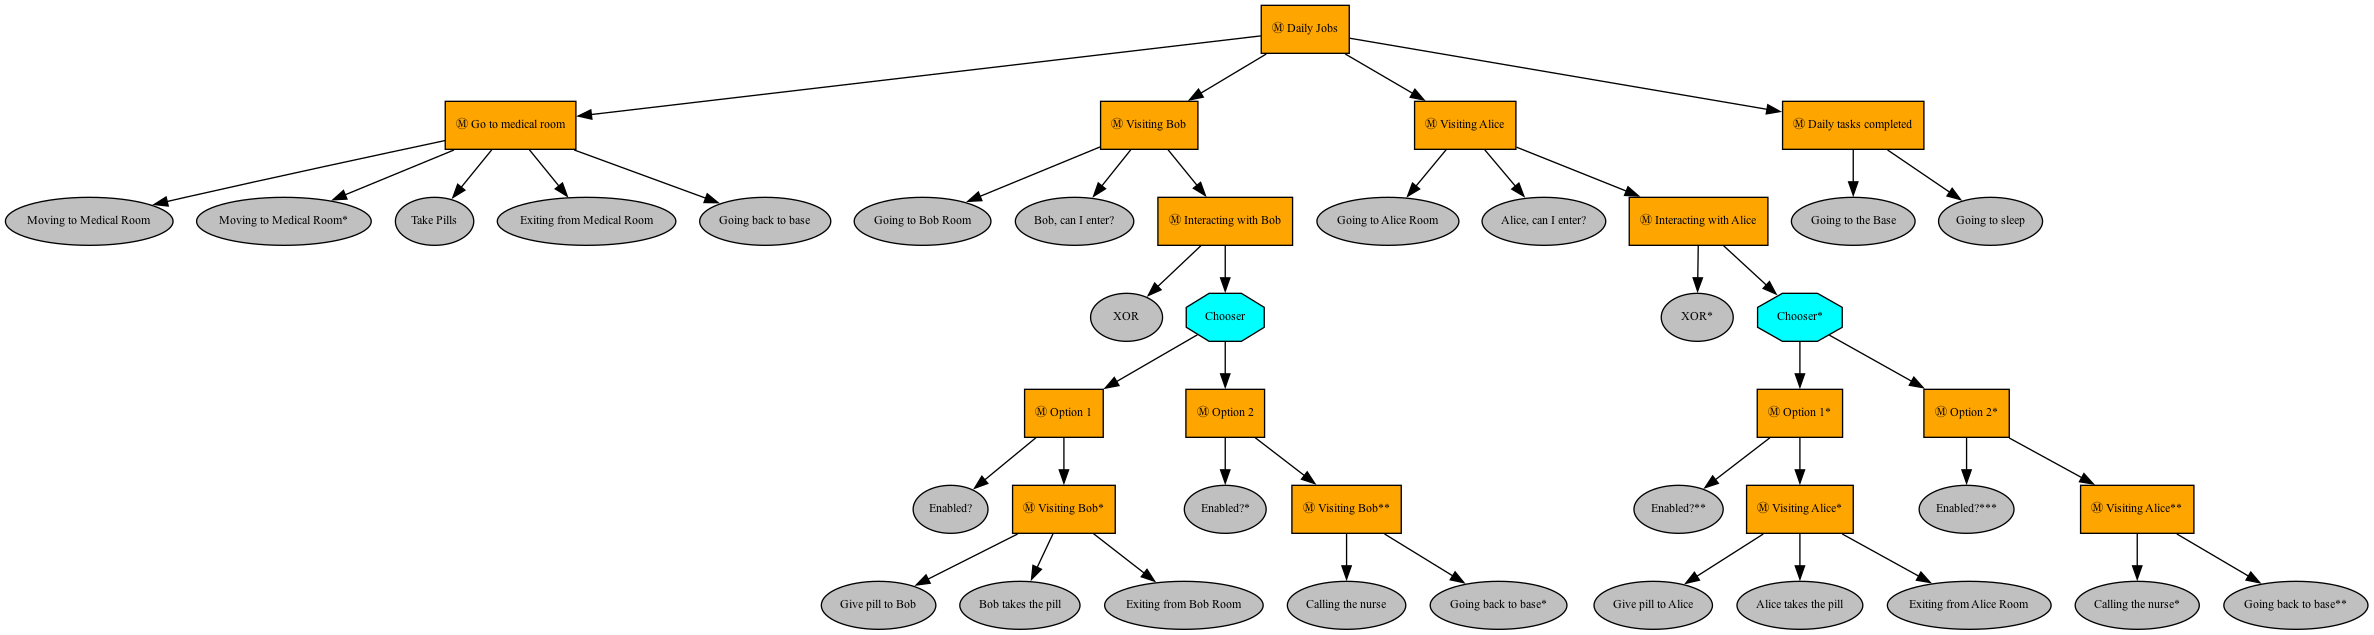 Ⓜ Daily Jobs
Ⓜ Go to medical room
Ⓜ Visiting Bob
Ⓜ Visiting Alice
Ⓜ Daily tasks completed
Moving to Medical Room
Moving to Medical Room*
Take Pills
Exiting from Medical Room
Going back to base
Going to Bob Room
Bob, can I enter?
Ⓜ Interacting with Bob
Going to Alice Room
Alice, can I enter?
Ⓜ Interacting with Alice
Going to the Base
Going to sleep
XOR
Chooser
XOR*
Chooser*
Ⓜ Option 1
Ⓜ Option 2
Ⓜ Option 1*
Ⓜ Option 2*
Enabled?
Ⓜ Visiting Bob*
Enabled?*
Ⓜ Visiting Bob**
Enabled?**
Ⓜ Visiting Alice*
Enabled?***
Ⓜ Visiting Alice**
Give pill to Bob
Bob takes the pill
Exiting from Bob Room
Calling the nurse
Going back to base*
Give pill to Alice
Alice takes the pill
Exiting from Alice Room
Calling the nurse*
Going back to base**